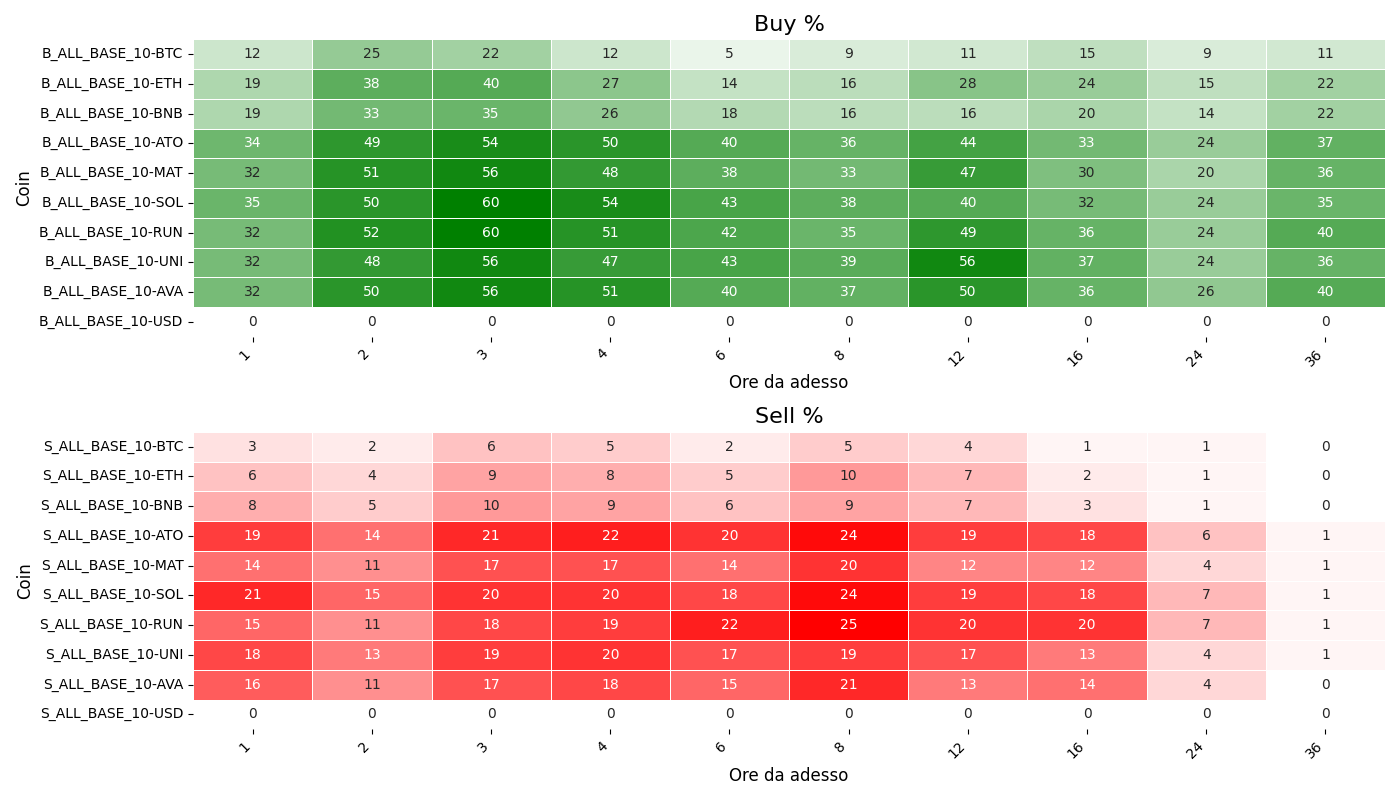 Buy %
Coin
B_ALL_BASE_10-BTC 12 25 22 12 5 9 11 15 9 11
B_ALL_BASE_10-ETH 19 38 40 27 14 16 28 24 15 22
B_ALL_BASE_10-BNB 19 33 35 26 18 16 16 20 14 22
B_ALL_BASE_10-ATO 34 49 54 50 40 36 44 33 24 37
B_ALL_BASE_10-MAT 32 51 56 48 38 33 47 30 20 36
B_ALL_BASE_10-SOL 35 50 60 54 43 38 40 32 24 35
B_ALL_BASE_10-RUN 32 52 60 51 42 35 49 36 24 40
B_ALL_BASE_10-UNI 32 48 56 47 43 39 56 37 24 36
B_ALL_BASE_10-AVA 32 50 56 51 40 37 50 36 26 40
B_ALL_BASE_10-USD 0 0 0 0 0 0 0 0 0 0
1 2 3 4 6 8 12 16 24 36
Ore da adesso
Sell %
Coin
S_ALL_BASE_10-BTC 3 2 6 5 2 5 4 1 1 0
S_ALL_BASE_10-ETH 6 4 9 8 5 10 7 2 1 0
S_ALL_BASE_10-BNB 8 5 10 9 6 9 7 3 1 0
S_ALL_BASE_10-ATO 19 14 21 22 20 24 19 18 6 1
S_ALL_BASE_10-MAT 14 11 17 17 14 20 12 12 4 1
S_ALL_BASE_10-SOL 21 15 20 20 18 24 19 18 7 1
S_ALL_BASE_10-RUN 15 11 18 19 22 25 20 20 7 1
S_ALL_BASE_10-UNI 18 13 19 20 17 19 17 13 4 1
S_ALL_BASE_10-AVA 16 11 17 18 15 21 13 14 4 0
S_ALL_BASE_10-USD 0 0 0 0 0 0 0 0 0 0
1 2 3 4 6 8 12 16 24 36
Ore da adesso